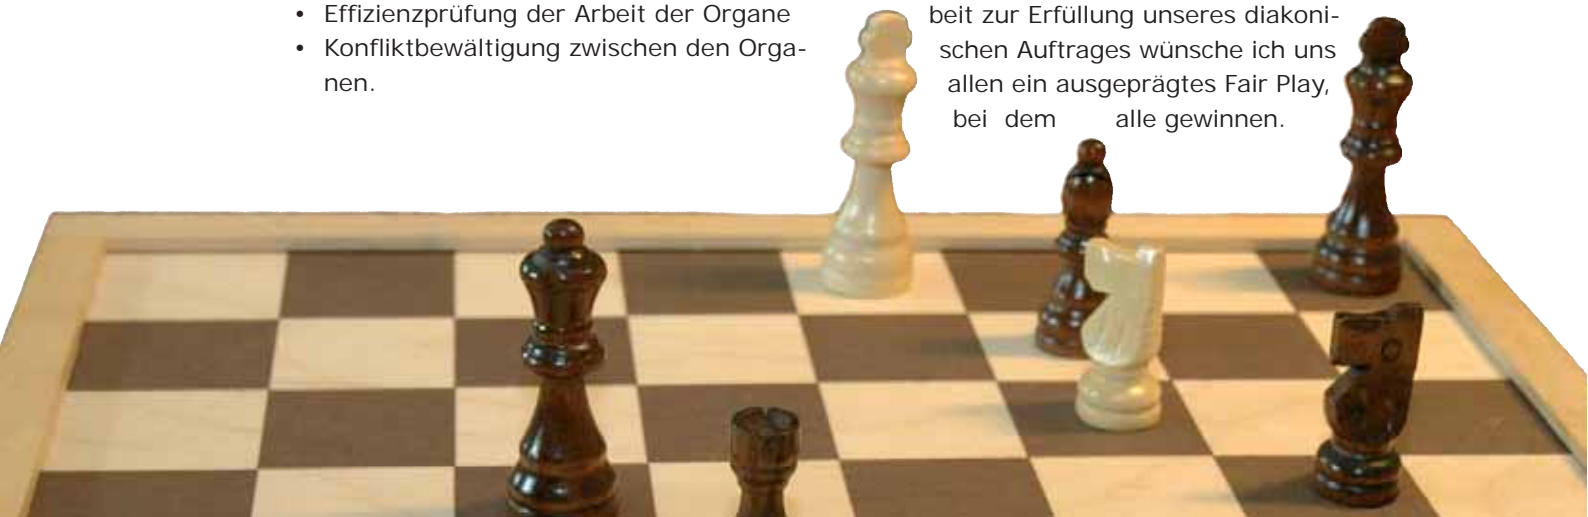 • Effizienzprüfung der Arbeit der Organe
• Konfliktbewältigung zwischen den Orga-
nen.
beit zur Erfüllung unseres diakoni-
schen Auftrages wünsche ich uns
allen ein ausgeprägtes Fair Play,
bei dem alle gewinnen.